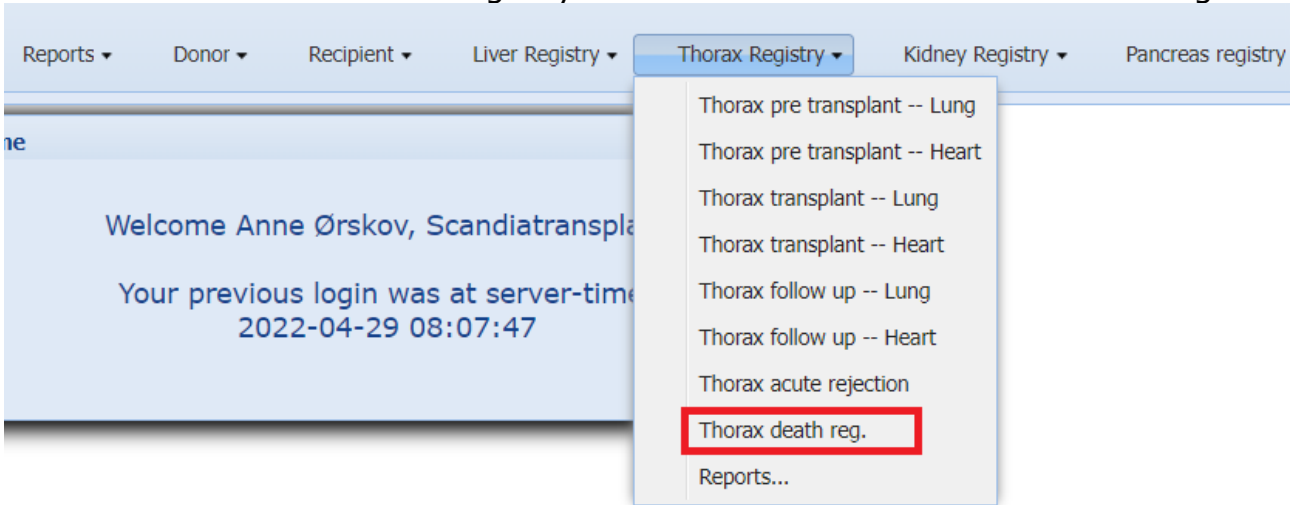 Reports
Donor
Recipient
Liver Registry
Thorax Registry
Kidney Registry
Pancreas registry
Welcome Anne Ørskov,
Your previous login was at server-time
2022-04-29 08:07:47
Thorax pre transplant -- Lung
Thorax pre transplant -- Heart
Thorax transplant -- Lung
Thorax transplant -- Heart
Thorax follow up -- Lung
Thorax follow up -- Heart
Thorax acute rejection
Thorax death reg.
Reports...